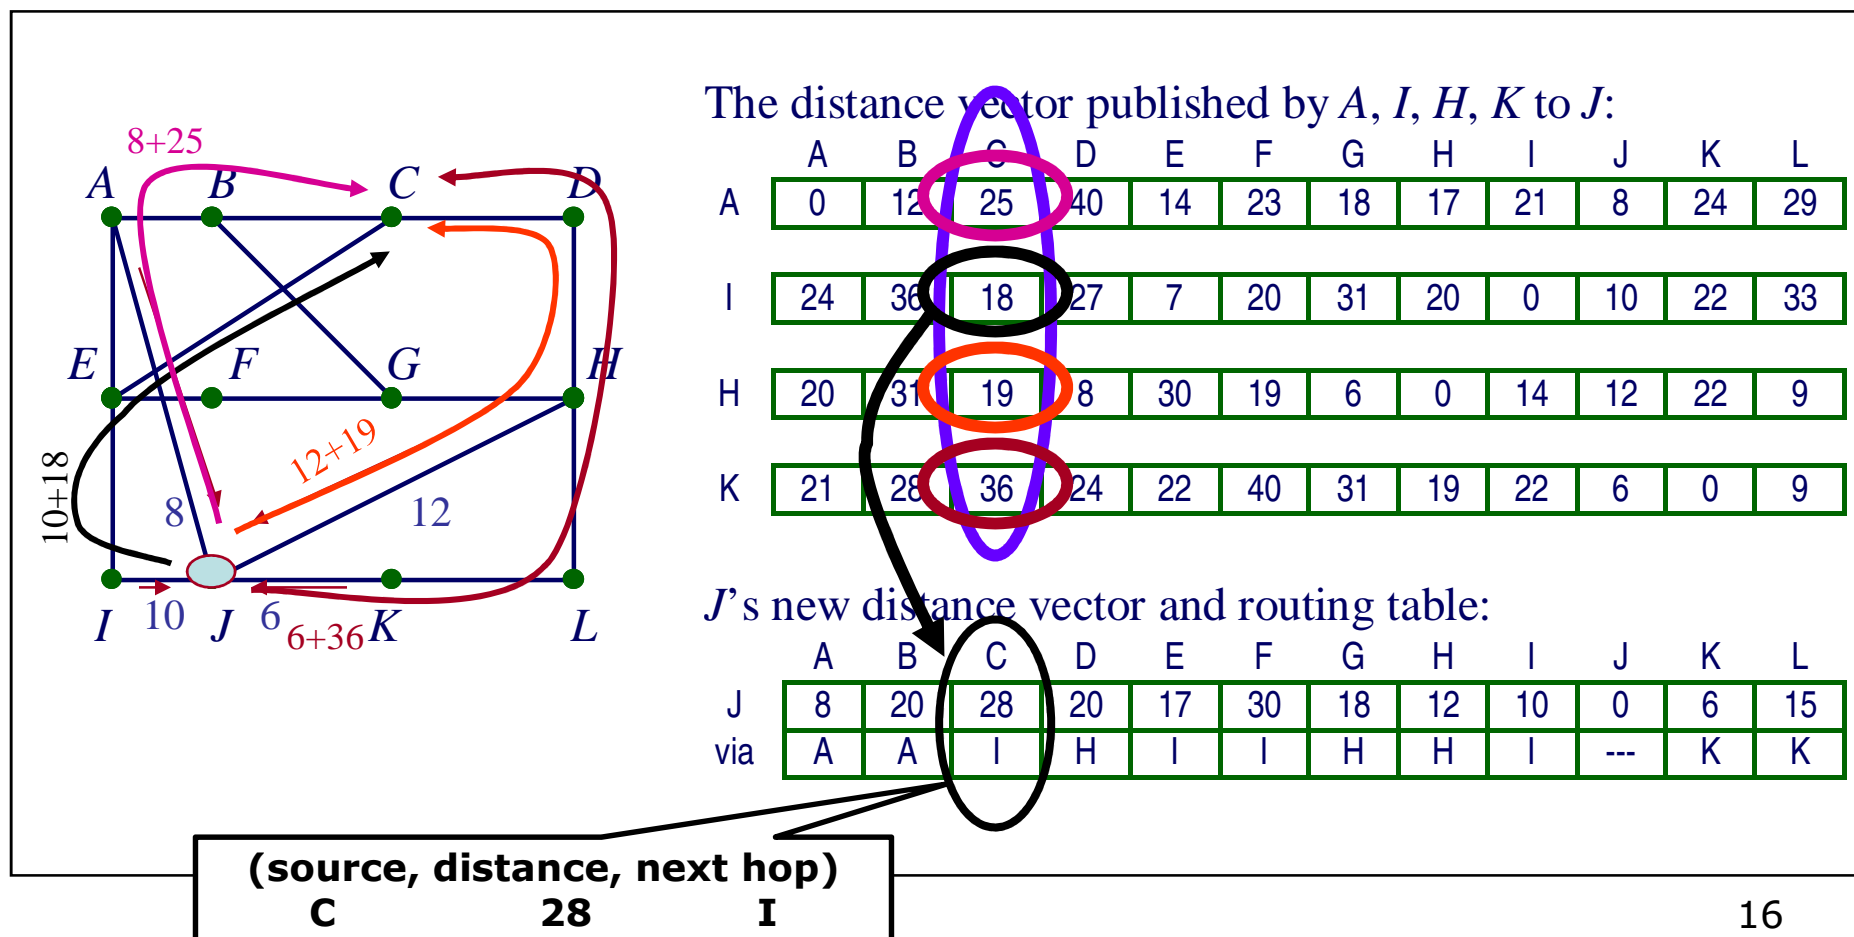 The distance vector published by A, I, H, K to J:
A B C D E F G H I J K L
A 0 12 25 40 14 23 18 17 21 8 24 29
I 24 36 18 27 7 20 31 20 0 10 22 33
H 20 31 19 8 30 19 6 0 14 12 22 9
K 21 28 36 24 22 40 31 19 22 6 0 9
J's new distance vector and routing table:
A B C D E F G H I J K L
J 8 20 28 20 17 30 18 12 10 0 6 15
via A A I H I I H H I --- K K
8+25
A B C D
E F G H
12+19
10+18
8 12
I 10 J 6 6+36 K L
(source, distance, next hop)
C 28 I
16